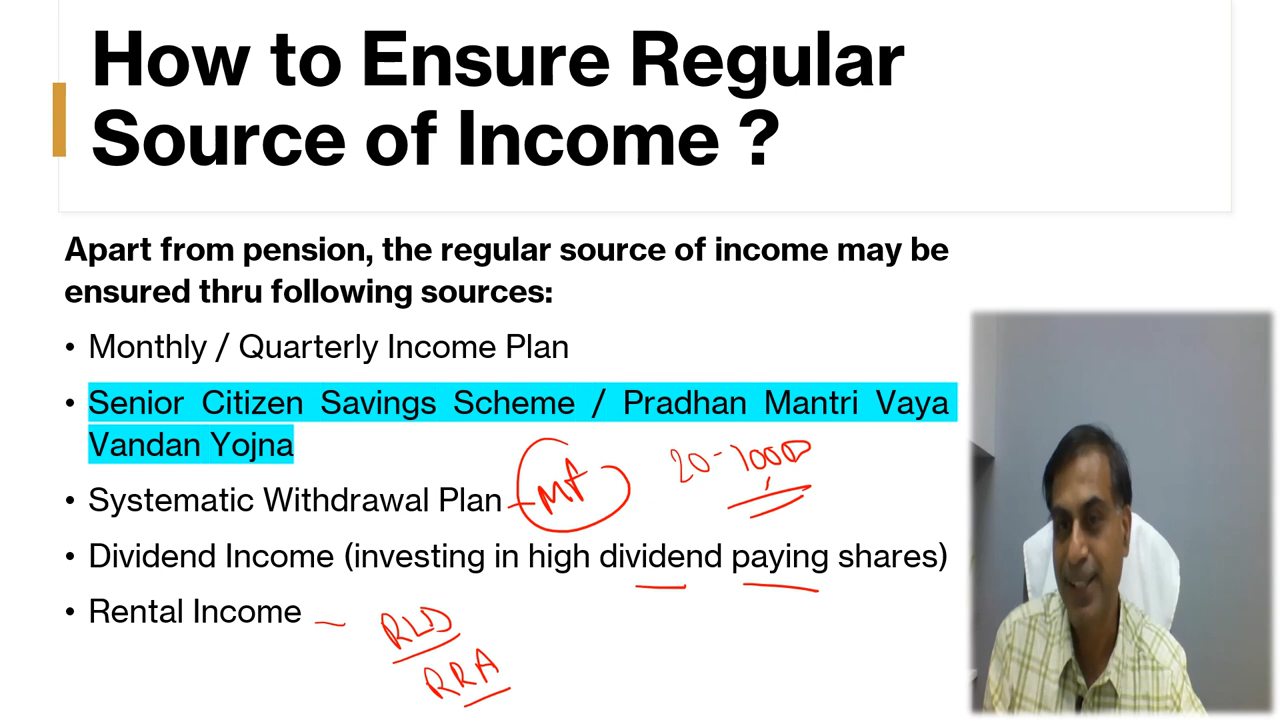 How to Ensure Regular
Source of Income ?
Apart from pension, the regular source of income may be
ensured thru following sources:
• Monthly / Quarterly Income Plan
• Senior Citizen Savings Scheme / Pradhan Mantri Vaya
Vandan Yojna
• Systematic Withdrawal Plan - MF
20-1000
• Dividend Income (investing in high dividend paying shares)
• Rental Income -
RRA